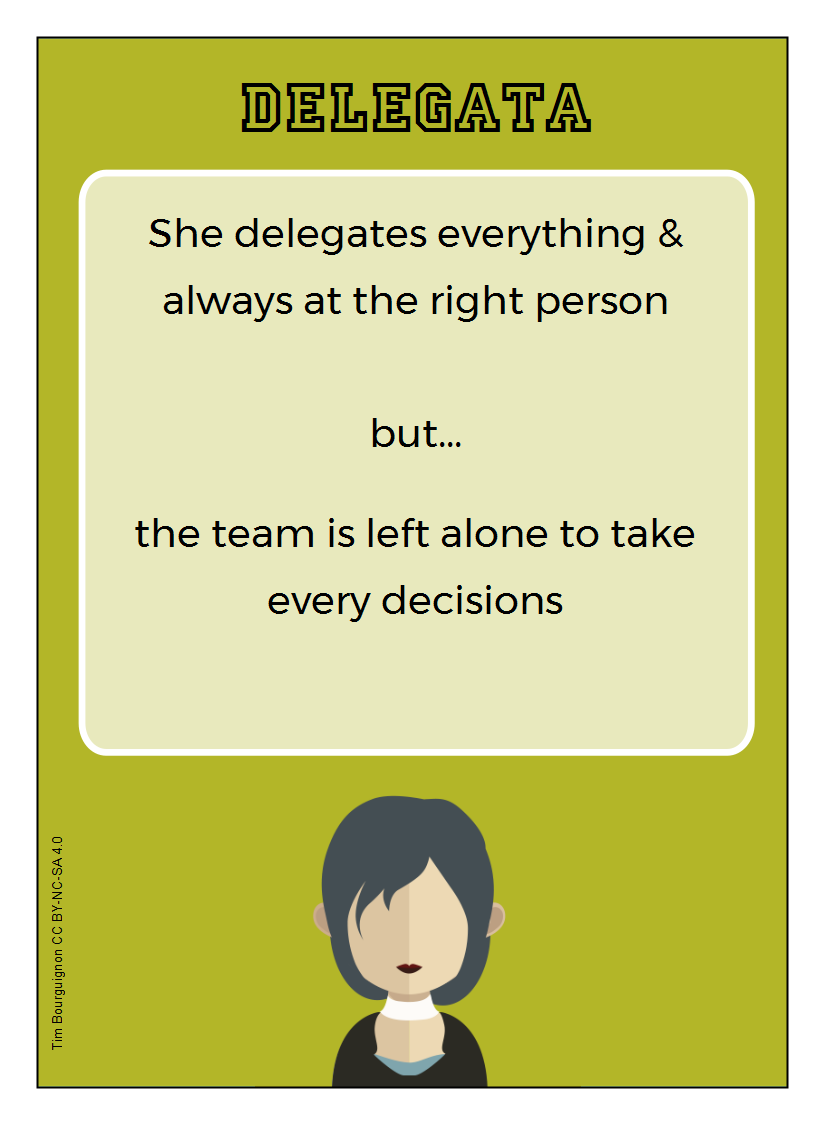 DELEGATA
She delegates everything &
always at the right person
but...
the team is left alone to take
every decisions
Tim Bourguignon CC BY-NC-SA 4.0